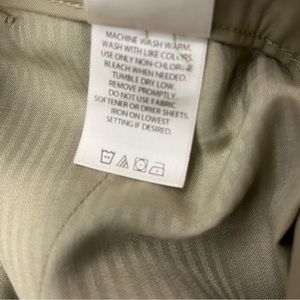 MACHINE WASH WARM.
WASH WITH LIKE COLORS.
USE ONLY NON-CHLORINE
BLEACH WHEN NEEDED.
TUMBLE DRY LOW.
REMOVE PROMPTLY.
DO NOT USE FABRIC
SOFTENER OR DRIER SHEETS.
IRON ON LOWEST
SETTING IF DESIRED.